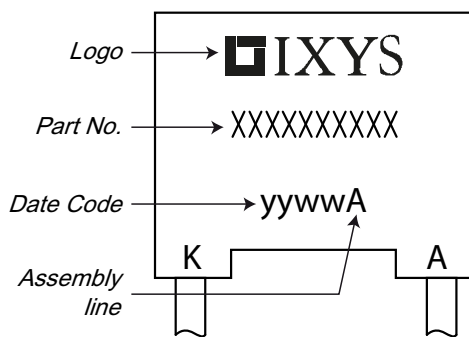 Logo
IXYS
Part No.
XXXXXXXXXX
Date Code
yywwA
K
A
Assembly
line